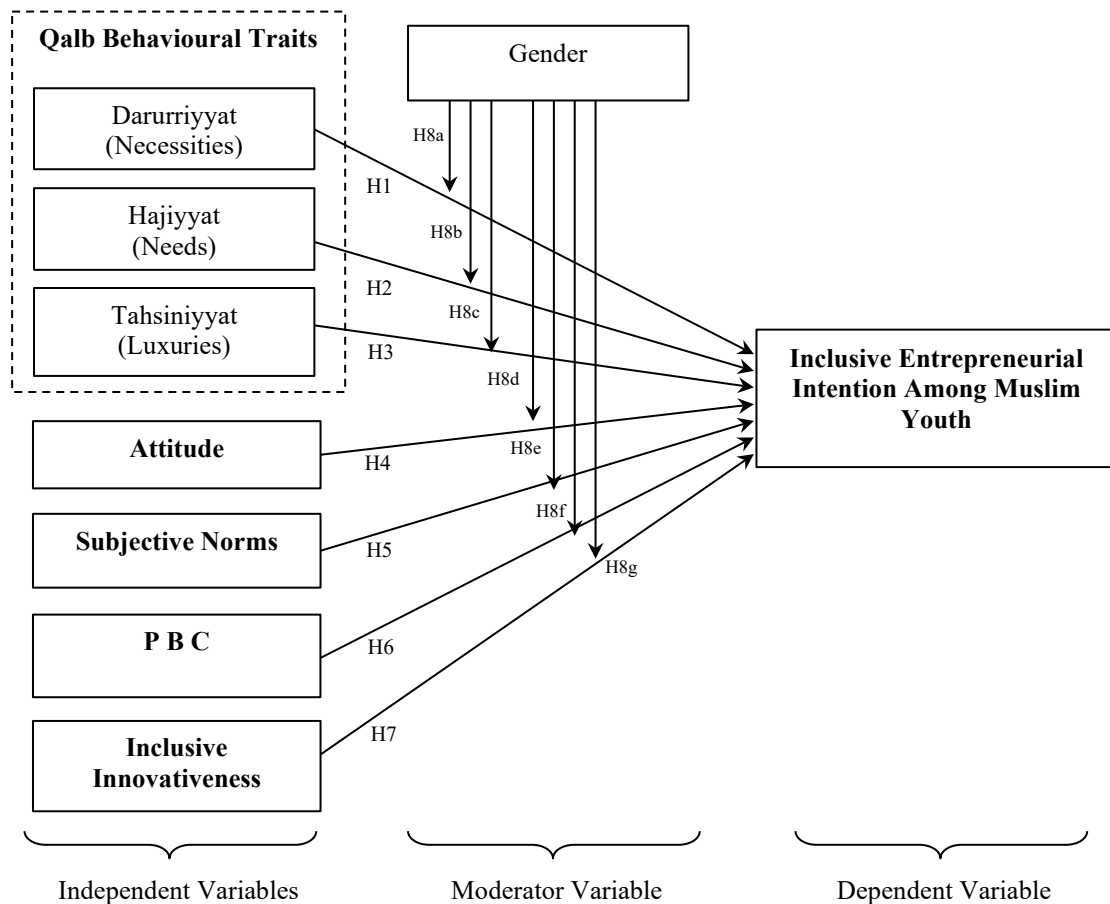 Qalb Behavioural Traits
Darurriyyat
(Necessities)
Hajiyyat
(Needs)
Tahsiniyyat
(Luxuries)
Attitude
Subjective Norms
P B C
Inclusive
Innovativeness
Gender
H8a
H1
H8b
H2
H8c
H3
H8d
H8e
H4
H8f
H5
H8g
H6
H7
Inclusive Entrepreneurial
Intention Among Muslim
Youth
Independent Variables
Moderator Variable
Dependent Variable